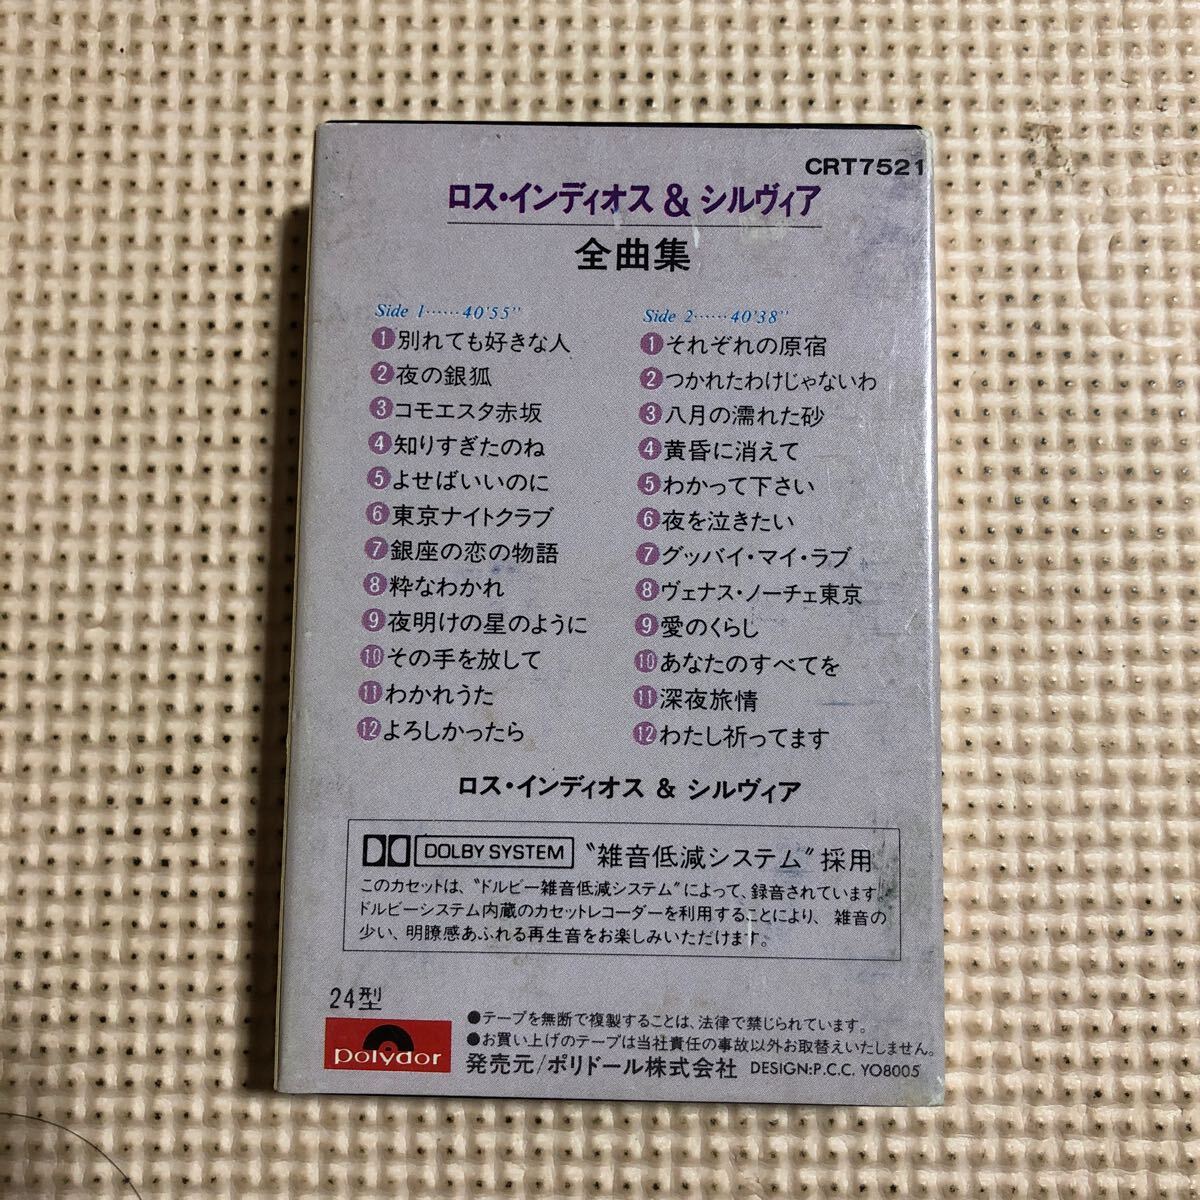 CRT7521
ロス・インディオス & シルヴィア
全曲集
Side 1……40'55"
1 別れても好きな人
2 夜の銀狐
3 コモエスタ赤坂
4 知りすぎたのね
5 よせばいいのに
6 東京ナイトクラブ
7 銀座の恋の物語
8 粋なわかれ
9 夜明けの星のように
10 その手を放して
11 わかれうた
12 よろしかったら
Side 2……40'38"
1 それぞれの原宿
2 つかれたわけじゃないわ
3 八月の濡れた砂
4 黄昏に消えて
5 わかって下さい
6 夜を泣きたい
7 グッバイ・マイ・ラブ
8 ヴェナス・ノーチェ東京
9 愛のくらし
10 あなたのすべてを
11 深夜旅情
12 わたし祈ってます
ロス・インディオス & シルヴィア
DOLBY SYSTEM 〝雑音低減システム〟採用
このカセットは、〝ドルビー雑音低減システム〟によって、録音されています。
ドルビーシステム内蔵のカセットレコーダーを利用することにより、雑音の
少い、明瞭感あふれる再生音をお楽しみいただけます。
24型
polydor
●テープを無断で複製することは、法律で禁じられています。
●お買い上げのテープは当社責任の事故以外お取替えいたしません。
発売元/ポリドール株式会社 DESIGN:P.C.C. YO8005